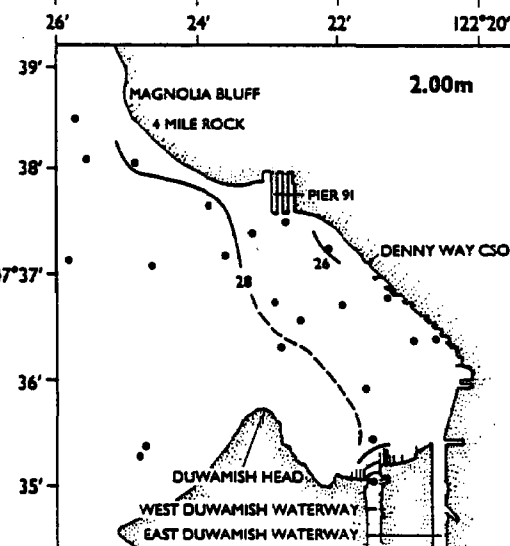 26' 24' 22' 122°20'
39'
2.00m
MAGNOLIA BLUFF
4 MILE ROCK
38'
PIER 91
DENNY WAY CSO
26
7°37'
28
36'
DUWAMISH HEAD
35'
WEST DUWAMISH WATERWAY
EAST DUWAMISH WATERWAY